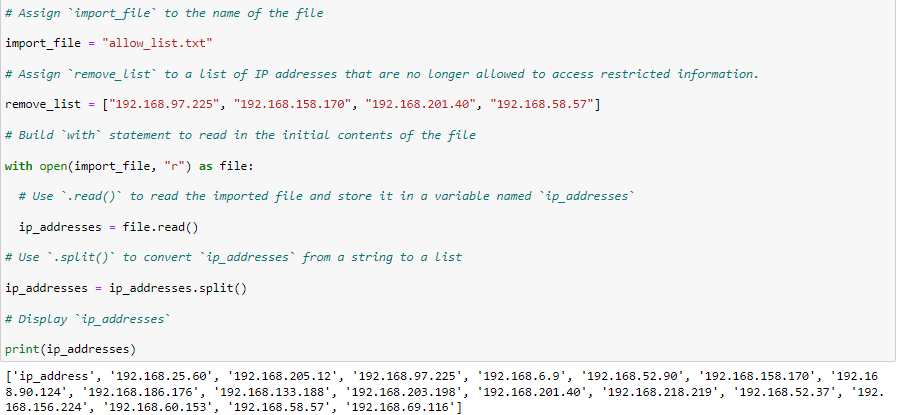 # Assign `import_file` to the name of the file
import_file = "allow_list.txt"
# Assign `remove_list` to a list of IP addresses that are no longer allowed to access restricted information.
remove_list = ["192.168.97.225", "192.168.158.170", "192.168.201.40", "192.168.58.57"]
# Build `with` statement to read in the initial contents of the file
with open(import_file, "r") as file:
  # Use `.read()` to read the imported file and store it in a variable named `ip_addresses`
  ip_addresses = file.read()
# Use `.split()` to convert `ip_addresses` from a string to a list
ip_addresses = ip_addresses.split()
# Display `ip_addresses`
print(ip_addresses)
['ip_address', '192.168.25.60', '192.168.205.12', '192.168.97.225', '192.168.6.9', '192.168.52.90', '192.168.158.170', '192.16
8.90.124', '192.168.186.176', '192.168.133.188', '192.168.203.198', '192.168.201.40', '192.168.218.219', '192.168.52.37', '192.
168.156.224', '192.168.60.153', '192.168.58.57', '192.168.69.116']